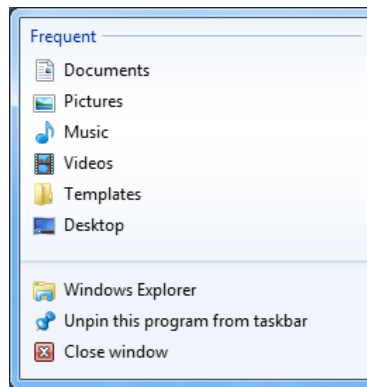 Frequent
Documents
Pictures
Music
Videos
Templates
Desktop
Windows Explorer
Unpin this program from taskbar
Close window